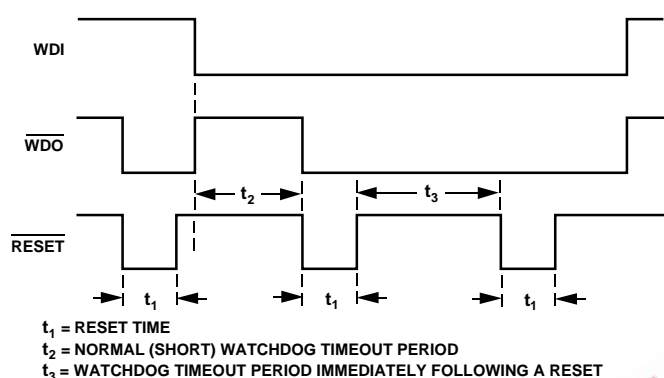 WDI
WDO
t2
t3
RESET
t1
t1
t1
t1 = RESET TIME
t2 = NORMAL (SHORT) WATCHDOG TIMEOUT PERIOD
t3 = WATCHDOG TIMEOUT PERIOD IMMEDIATELY FOLLOWING A RESET